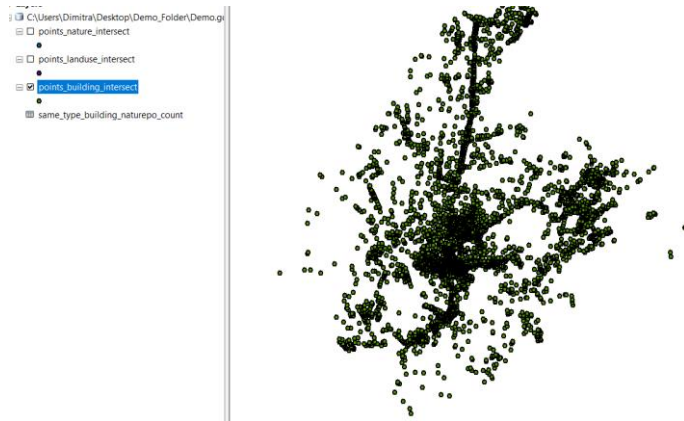 C:\Users\Dimitra\Desktop\Demo_Folder\Demo.g
points_nature_intersect
points_landuse_intersect
points_building_intersect
same_type_building_naturepo_count